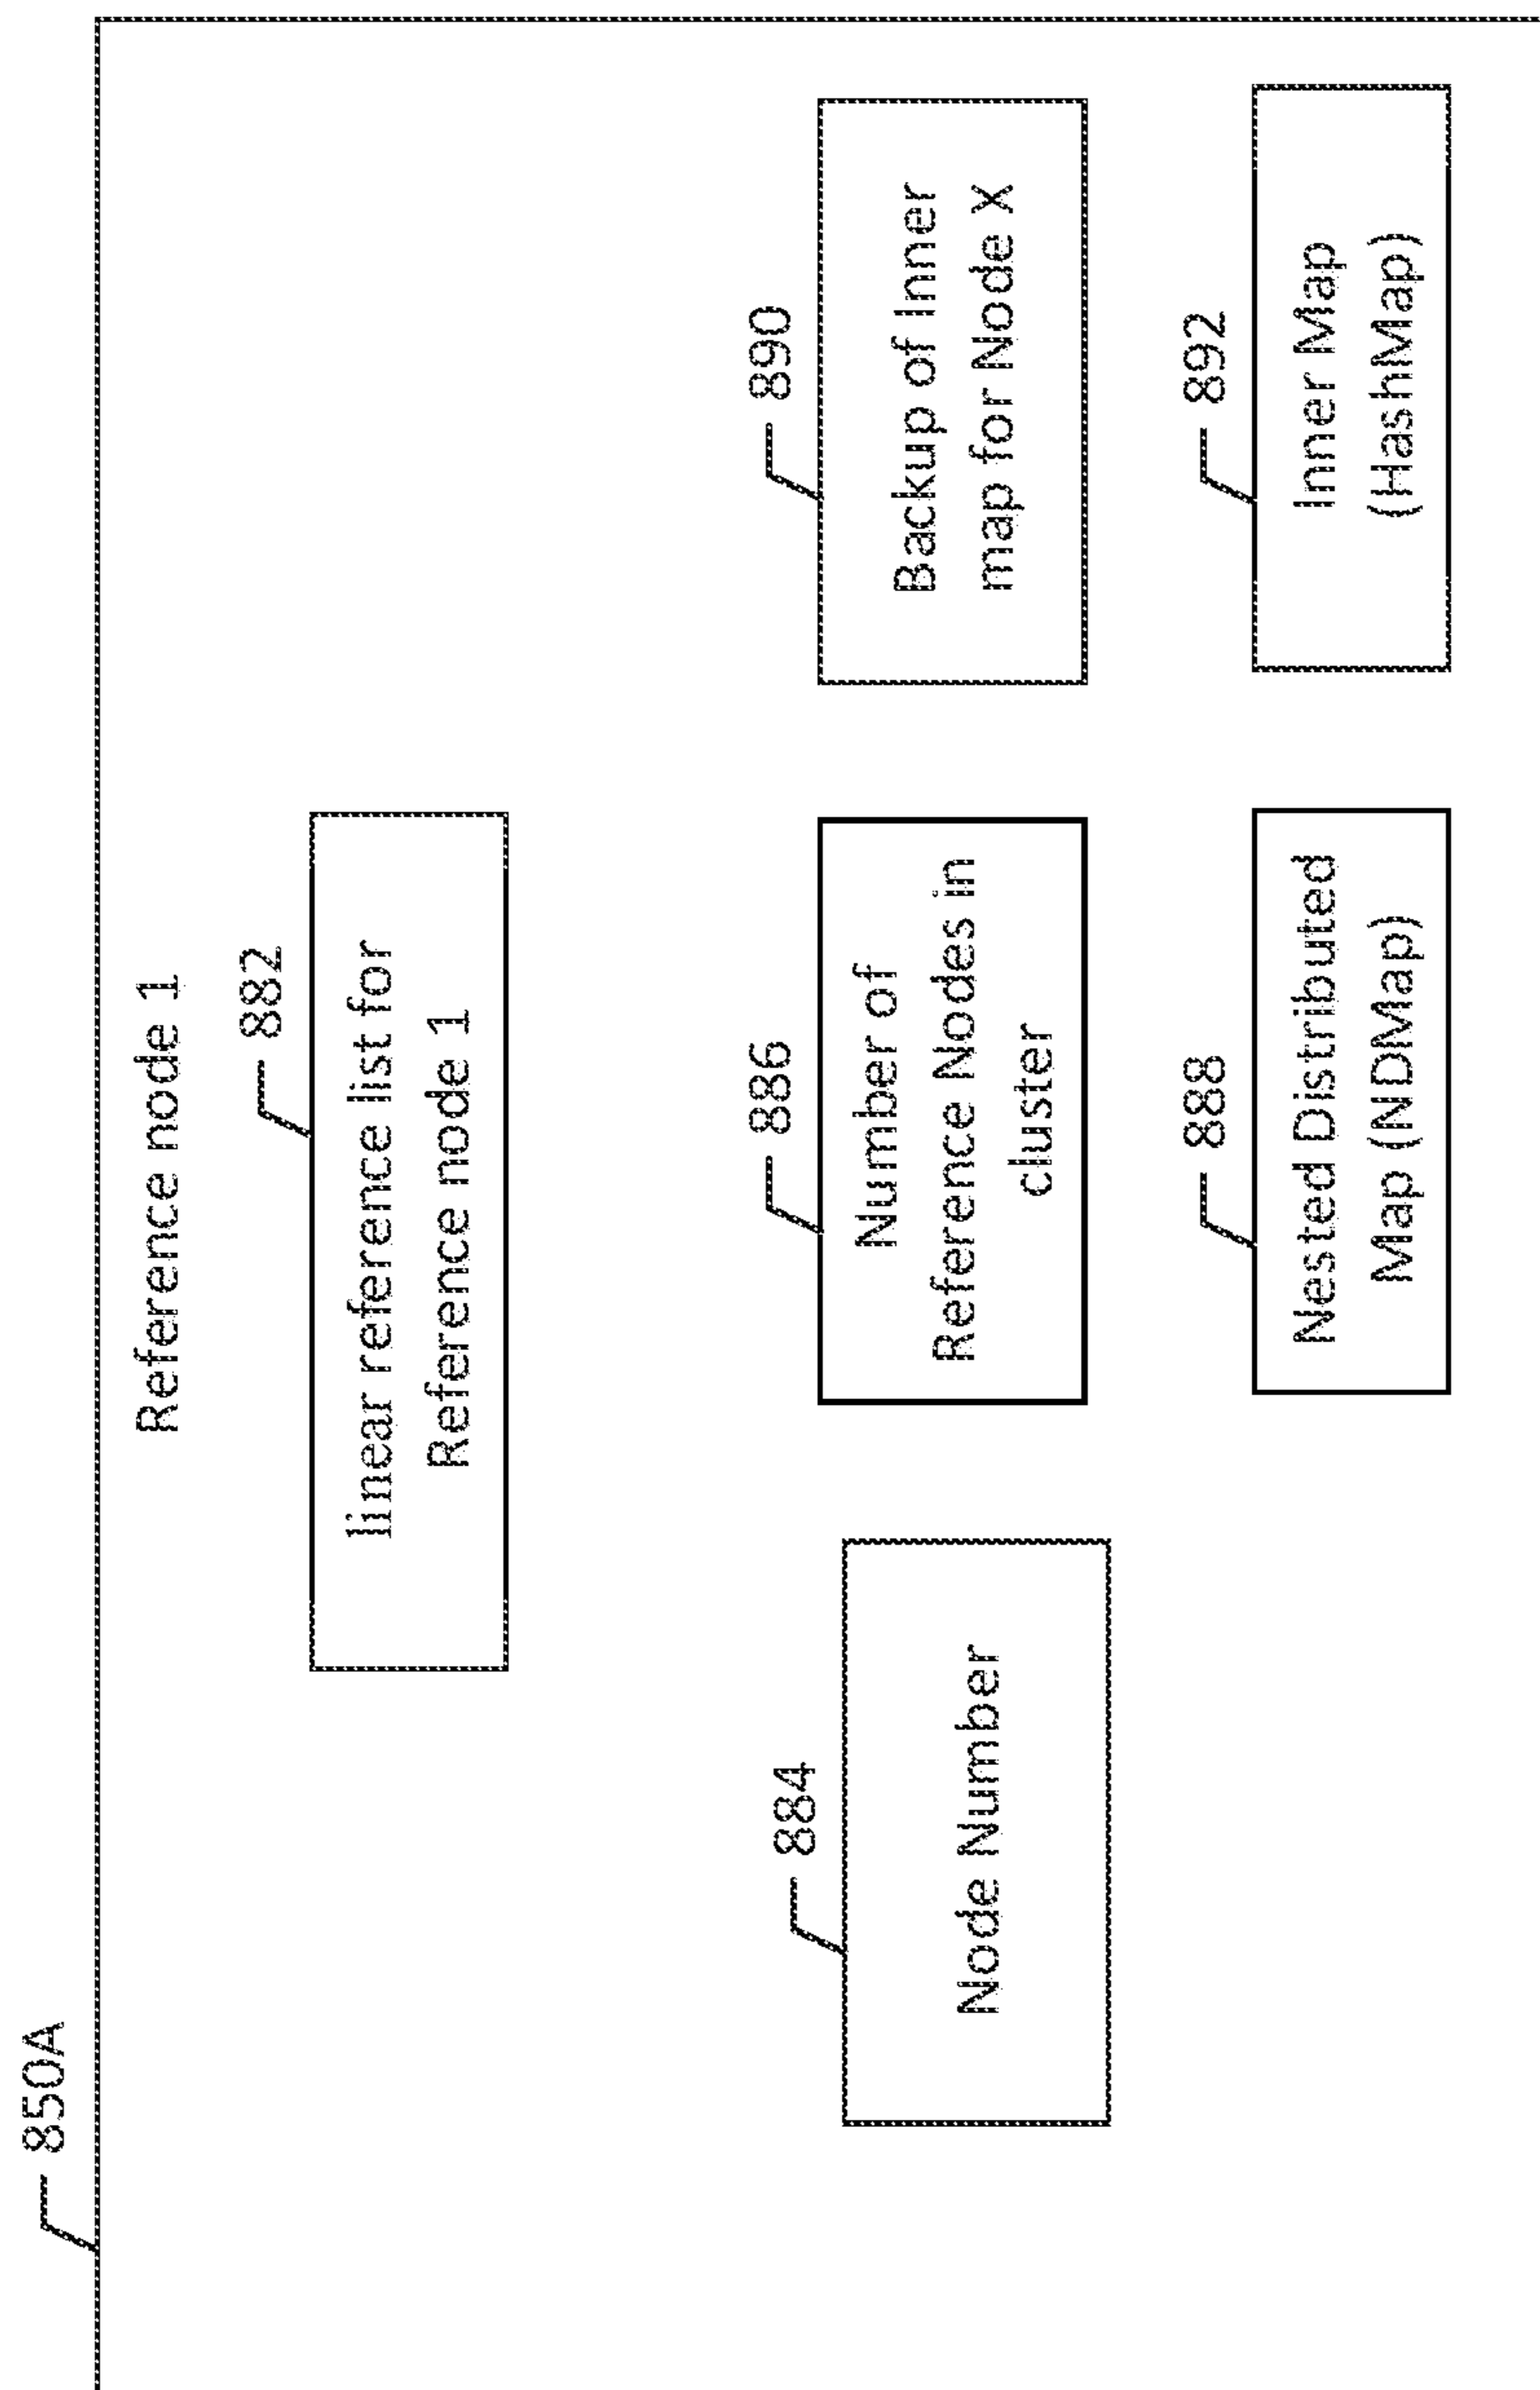 850A
Reference node 1
882
linear reference list for
Reference node 1
884
Node Number
886
Number of
Reference Nodes in
cluster
890
Backup of Inner
map for Node X
888
Nested Distributed
Map (NDMap)
892
Inner Map
(HashMap)